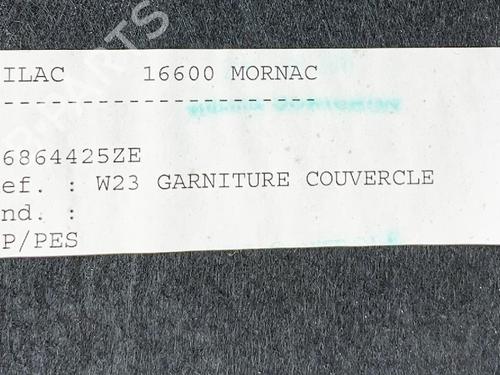 ILAC 16600 MORNAC
--------------------
6864425ZE
ef. : W23 GARNITURE COUVERCLE
nd. :
P/PES